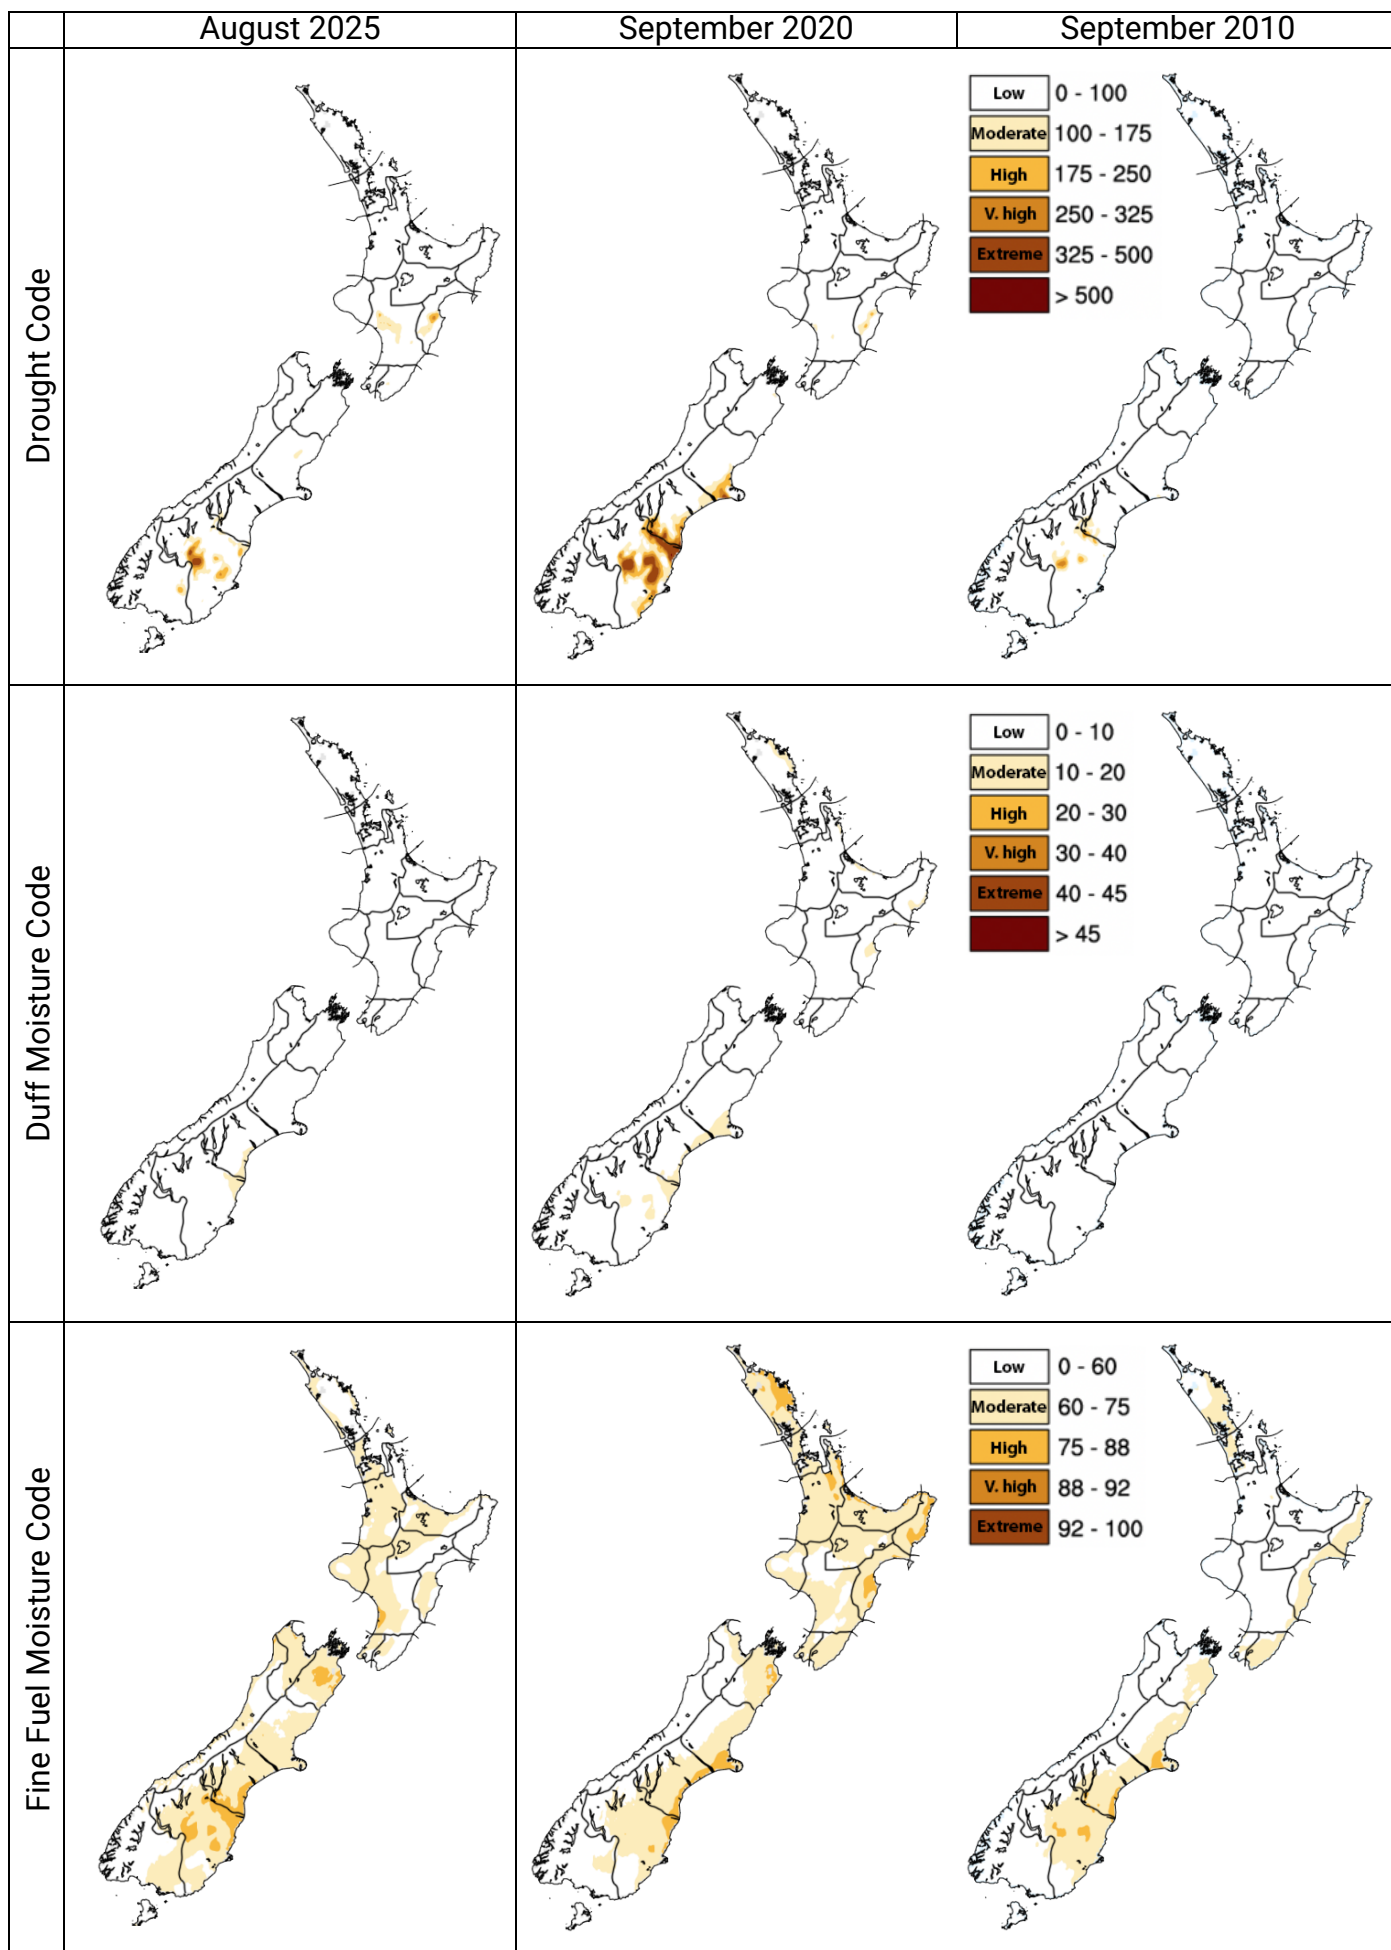 August 2025
September 2020
September 2010
Drought Code
Low 0 - 100
Moderate 100 - 175
High 175 - 250
V. high 250 - 325
Extreme 325 - 500
> 500
Duff Moisture Code
Low 0 - 10
Moderate 10 - 20
High 20 - 30
V. high 30 - 40
Extreme 40 - 45
> 45
Fine Fuel Moisture Code
Low 0 - 60
Moderate 60 - 75
High 75 - 88
V. high 88 - 92
Extreme 92 - 100